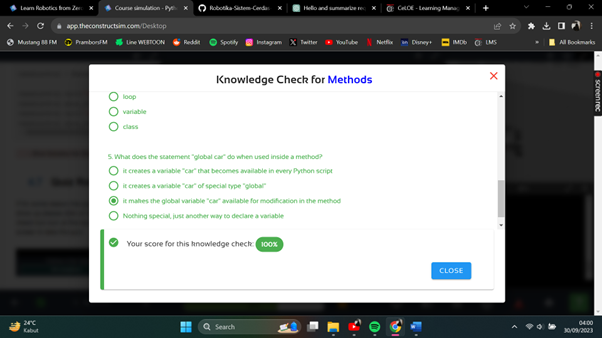 Learn Robotics from Zer
Course simulation - Pyth
Robotika-Sistem-Cerdas
Hello and summarize re
CeLOE - Learning Manag
app.theconstructsim.com/Desktop
Mustang 88 FM
PramborsFM
Line WEBTOON
Reddit
Spotify
Instagram
Twitter
YouTube
Netflix
Disney+
IMDb
LMS
All Bookmarks
Knowledge Check for Methods
loop
variable
class
5. What does the statement "global car" do when used inside a method?
it creates a variable "car" that becomes available in every Python script
it creates a variable "car" of special type "global"
it makes the global variable "car" available for modification in the method
Nothing special, just another way to declare a variable
Your score for this knowledge check: 100%
CLOSE
screenrec
24°C
Kabut
Search
04:00
30/09/2023